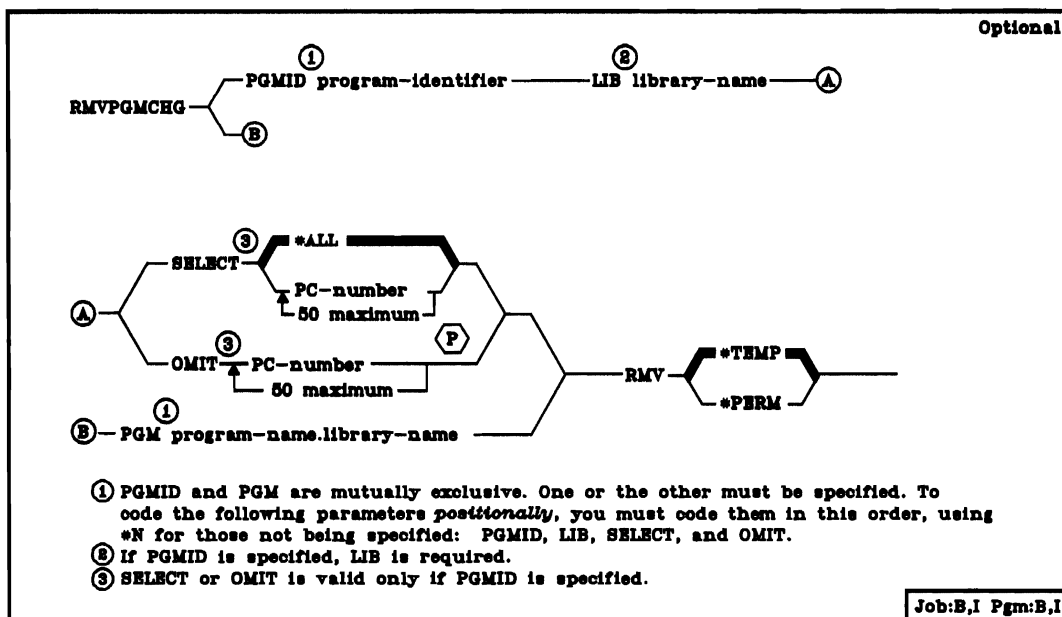 Optional
① ②
PGMID program-identifier LIB library-name Ⓐ
RMVPGMCHG
Ⓑ
③ *ALL
SELECT
PC-number
50 maximum
Ⓐ
Ⓟ
③ *TEMP
OMIT PC-number RMV
50 maximum *PERM
①
Ⓑ PGM program-name.library-name
① PGMID and PGM are mutually exclusive. One or the other must be specified. To
code the following parameters positionally, you must code them in this order, using
*N for those not being specified: PGMID, LIB, SELECT, and OMIT.
② If PGMID is specified, LIB is required.
③ SELECT or OMIT is valid only if PGMID is specified.
Job:B,I Pgm:B,I